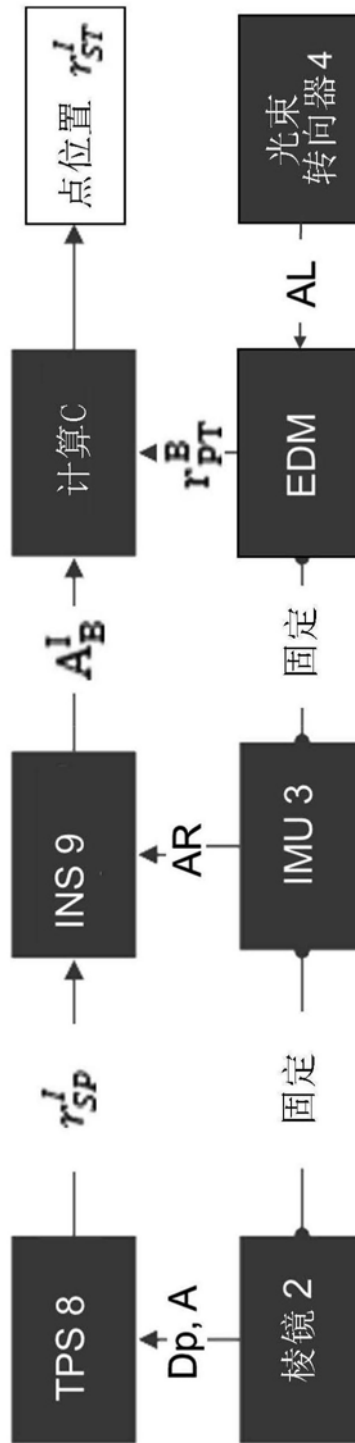 TPS 8
r^I_SP
INS 9
A^I_B
计算C
点位置 r^I_ST
Dp, A
AR
r^B_PT
棱镜 2
固定
IMU 3
固定
EDM
AL
光束
转向器4